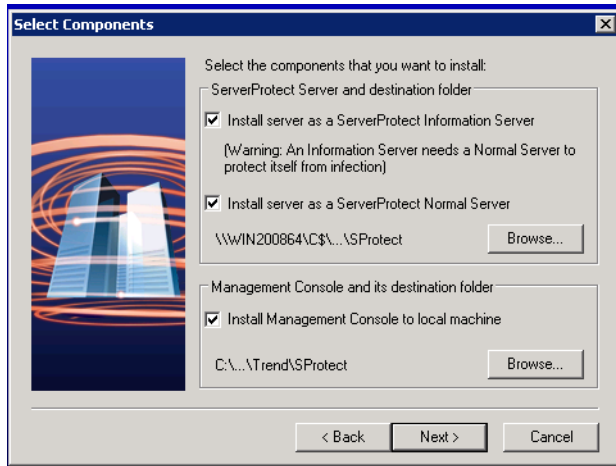 Select Components
Select the components that you want to install:
ServerProtect Server and destination folder
Install server as a ServerProtect Information Server
(Warning: An Information Server needs a Normal Server to
protect itself from infection)
Install server as a ServerProtect Normal Server
\\WIN200864\C$\...\SProtect
Browse...
Management Console and its destination folder
Install Management Console to local machine
C:\...\Trend\SProtect
Browse...
< Back
Next >
Cancel